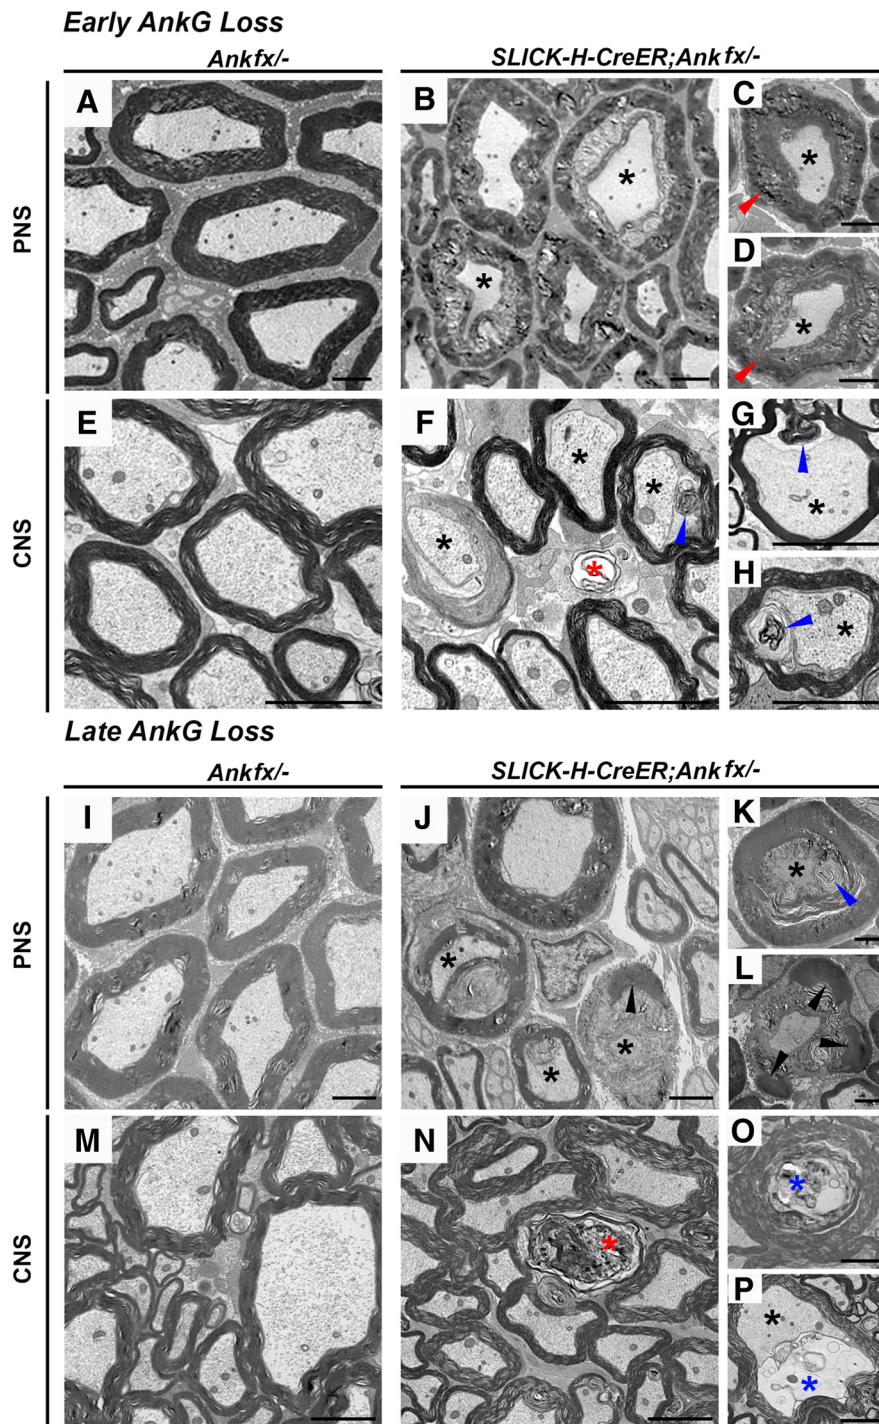 Early AnkG Loss
Ankfx/- SLICK-H-CreER;Ank fx/-
PNS
A B C
D
CNS
E F G
H
Late AnkG Loss
Ankfx/- SLICK-H-CreER;Ank fx/-
PNS
I J K
L
CNS
M N O
P